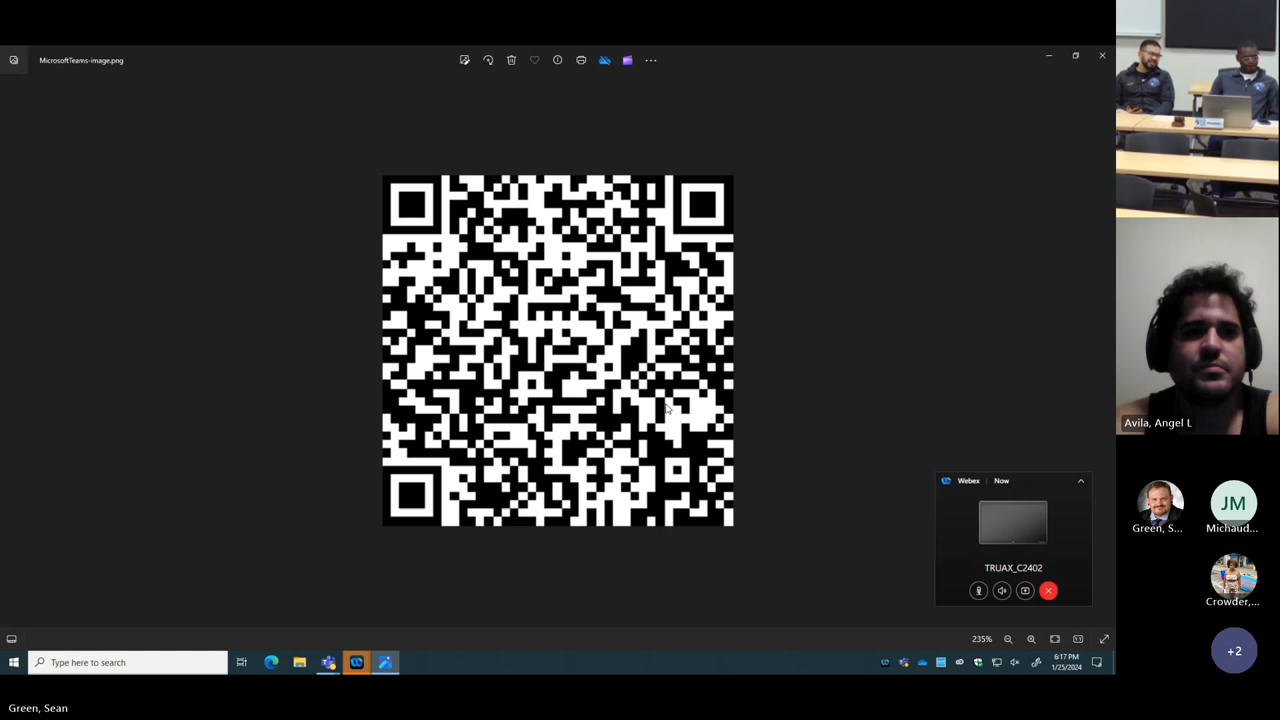 MicrosoftTeams-image.png
Avila, Angel L
Webex | Now
TRUAX_C2402
JM
Green, S...
Michaud...
Crowder,...
+2
235%
Type here to search
6:17 PM
1/25/2024
Green, Sean